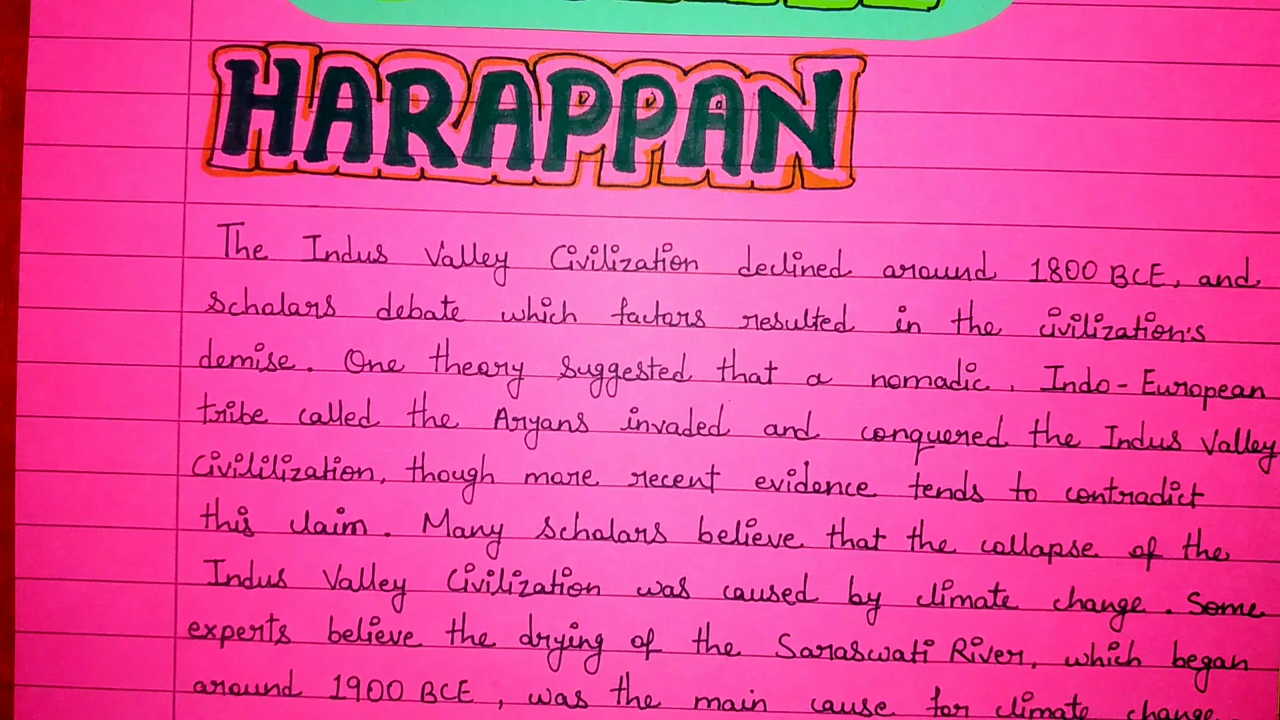 HARAPPAN
The Indus Valley Civilization declined around 1800 BCE, and
scholars debate which factors resulted in the civilization's
demise. One theory suggested that a nomadic, Indo-European
tribe called the Aryans invaded and conquered the Indus Valley
Civililization, though more recent evidence tends to contradict
this claim. Many scholars believe that the collapse of the
Indus Valley Civilization was caused by climate change. Some
experts believe the drying of the Saraswati River, which began
around 1900 BCE, was the main cause for climate change